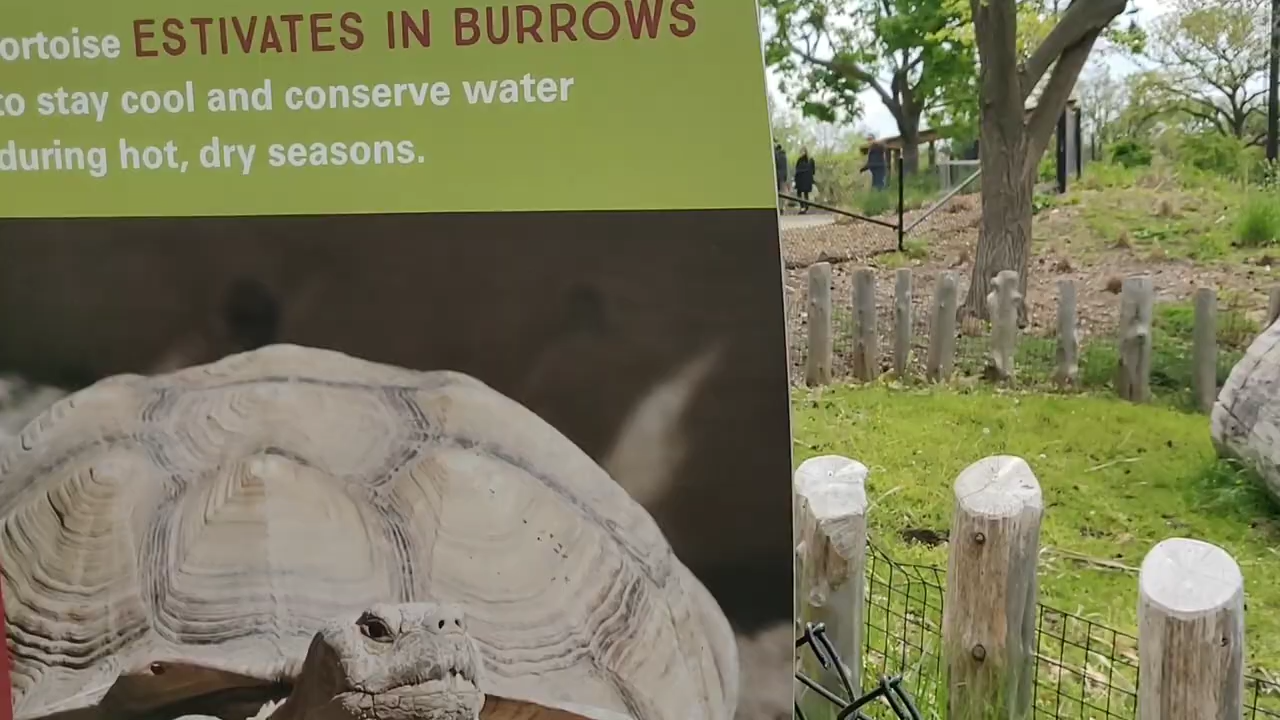 ortoise ESTIVATES IN BURROWS
to stay cool and conserve water
during hot, dry seasons.